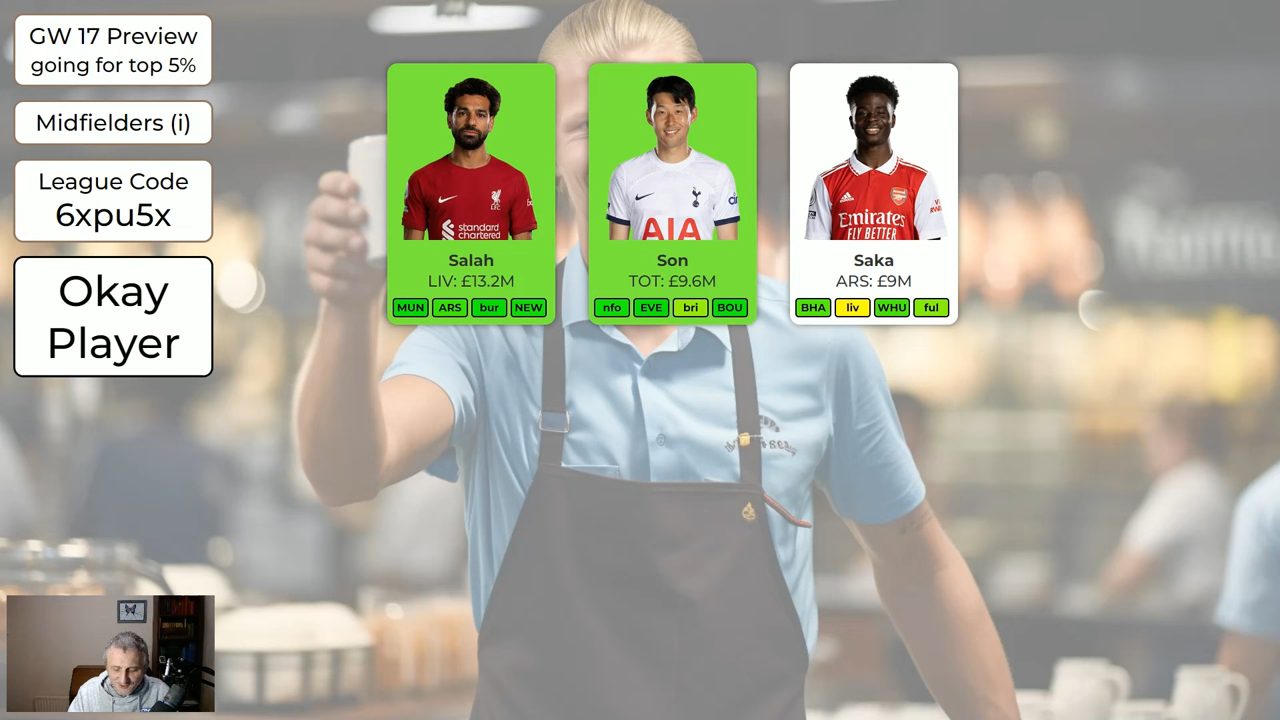 GW 17 Preview
going for top 5%
Midfielders (i)
League Code
6xpu5x
Okay
Player
standard
chartered
Salah
LIV: £13.2M
MUN ARS bur NEW
AIA
Son
TOT: £9.6M
nfo EVE bri BOU
Emirates
FLY BETTER
Saka
ARS: £9M
BHA liv WHU ful